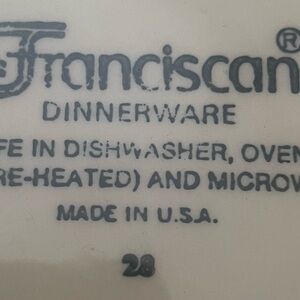 Franciscan®
DINNERWARE
FE IN DISHWASHER, OVEN
RE-HEATED) AND MICROW
MADE IN U.S.A.
28